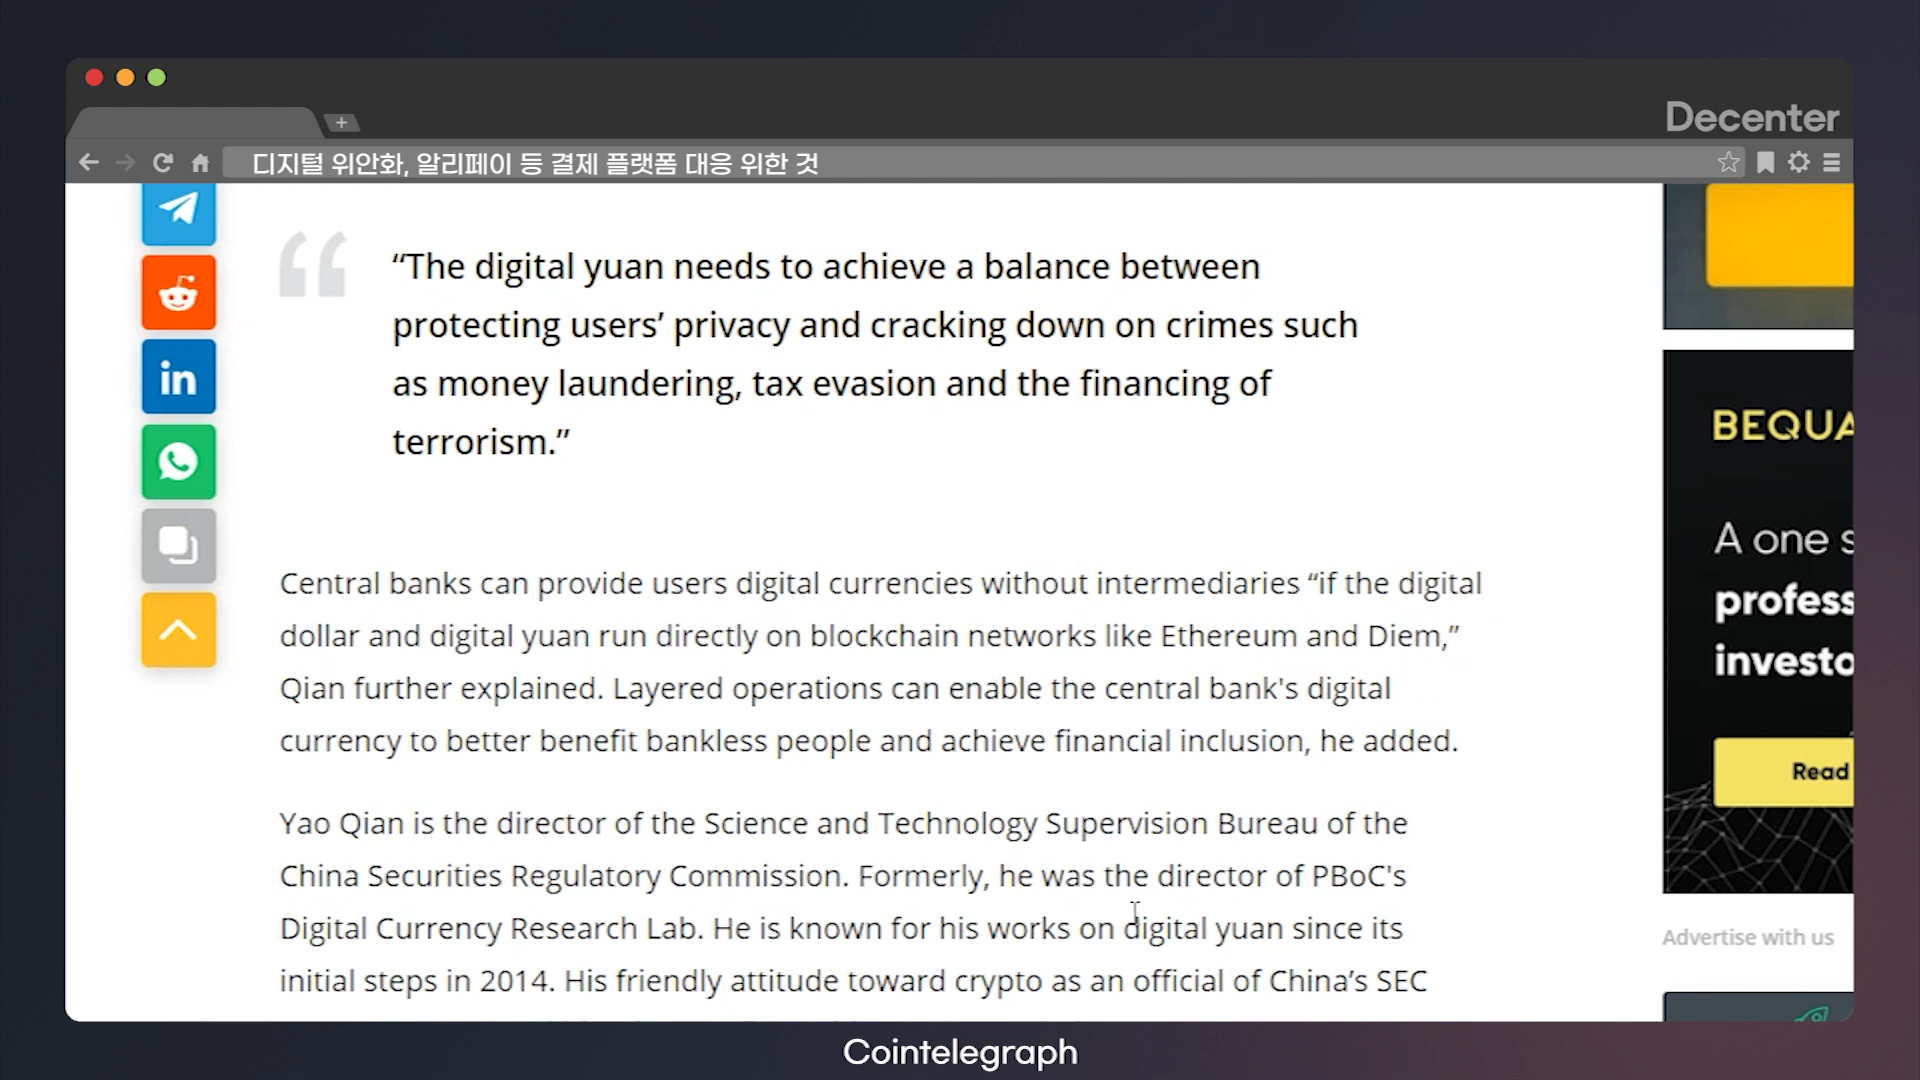 Decenter
디지털 위안화, 알리페이 등 결제 플랫폼 대응 위한 것
“The digital yuan needs to achieve a balance between
protecting users’ privacy and cracking down on crimes such
as money laundering, tax evasion and the financing of
terrorism.”
Central banks can provide users digital currencies without intermediaries “if the digital
dollar and digital yuan run directly on blockchain networks like Ethereum and Diem,”
Qian further explained. Layered operations can enable the central bank's digital
currency to better benefit bankless people and achieve financial inclusion, he added.
Yao Qian is the director of the Science and Technology Supervision Bureau of the
China Securities Regulatory Commission. Formerly, he was the director of PBoC's
Digital Currency Research Lab. He is known for his works on digital yuan since its
initial steps in 2014. His friendly attitude toward crypto as an official of China’s SEC
in
BEQUA
A one s
profess
investo
Read
Advertise with us
Cointelegraph